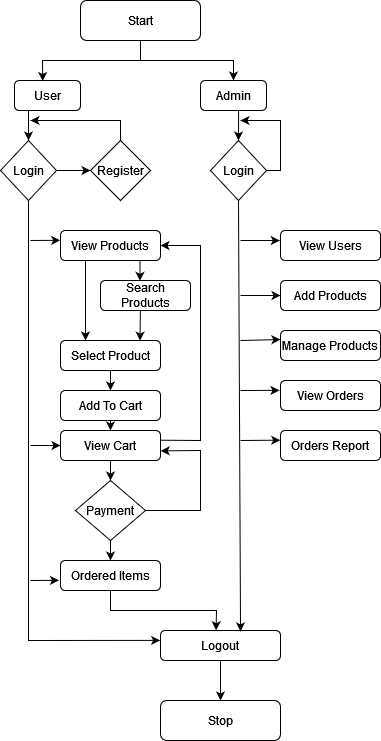 Start
User
Admin
Login
Register
Login
View Products
View Users
Search
Products
Add Products
Select Product
Manage Products
Add To Cart
View Orders
View Cart
Orders Report
Payment
Ordered Items
Logout
Stop